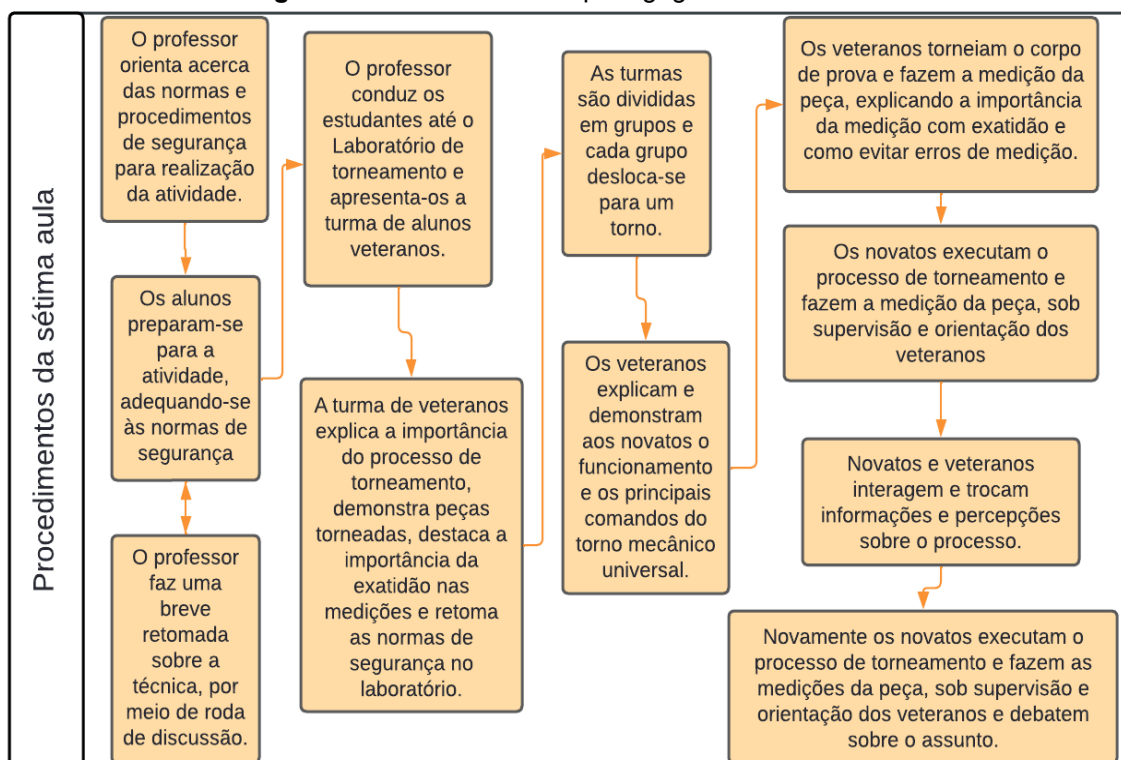 Procedimentos da sétima aula
O professor
orienta acerca
das normas e
procedimentos
de segurança
para realização
da atividade.
Os alunos
preparam-se
para a
atividade,
adequando-se
às normas de
segurança
O professor
faz uma
breve
retomada
sobre a
técnica, por
meio de roda
de discussão.
O professor
conduz os
estudantes até o
Laboratório de
torneamento e
apresenta-os a
turma de alunos
veteranos.
A turma de veteranos
explica a importância
do processo de
torneamento,
demonstra peças
torneadas, destaca a
importância da
exatidão nas
medições e retoma
as normas de
segurança no
laboratório.
As turmas
são divididas
em grupos e
cada grupo
desloca-se
para um
torno.
Os veteranos
explicam e
demonstram
aos novatos o
funcionamento
e os principais
comandos do
torno mecânico
universal.
Os veteranos torneiam o corpo
de prova e fazem a medição da
peça, explicando a importância
da medição com exatidão e
como evitar erros de medição.
Os novatos executam o
processo de torneamento e
fazem a medição da peça, sob
supervisão e orientação dos
veteranos
Novatos e veteranos
interagem e trocam
informações e percepções
sobre o processo.
Novamente os novatos executam o
processo de torneamento e fazem as
medições da peça, sob supervisão e
orientação dos veteranos e debatem
sobre o assunto.